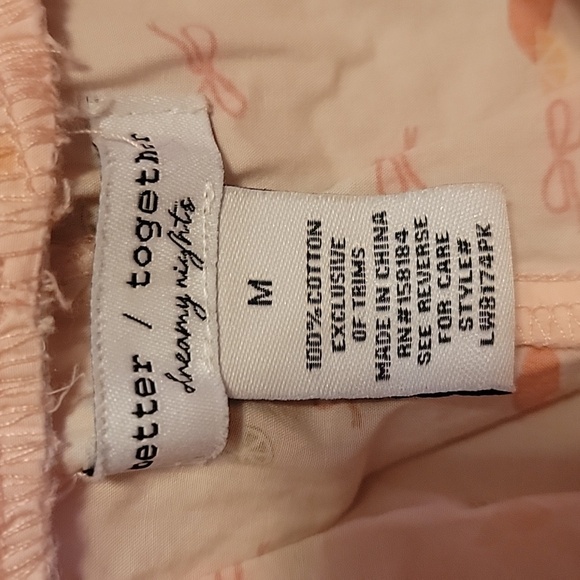 better / together
dreamy nights
M
100% COTTON
EXCLUSIVE
OF TRIMS
MADE IN CHINA
RN#158184
SEE REVERSE
FOR CARE
STYLE#
LW8174PK